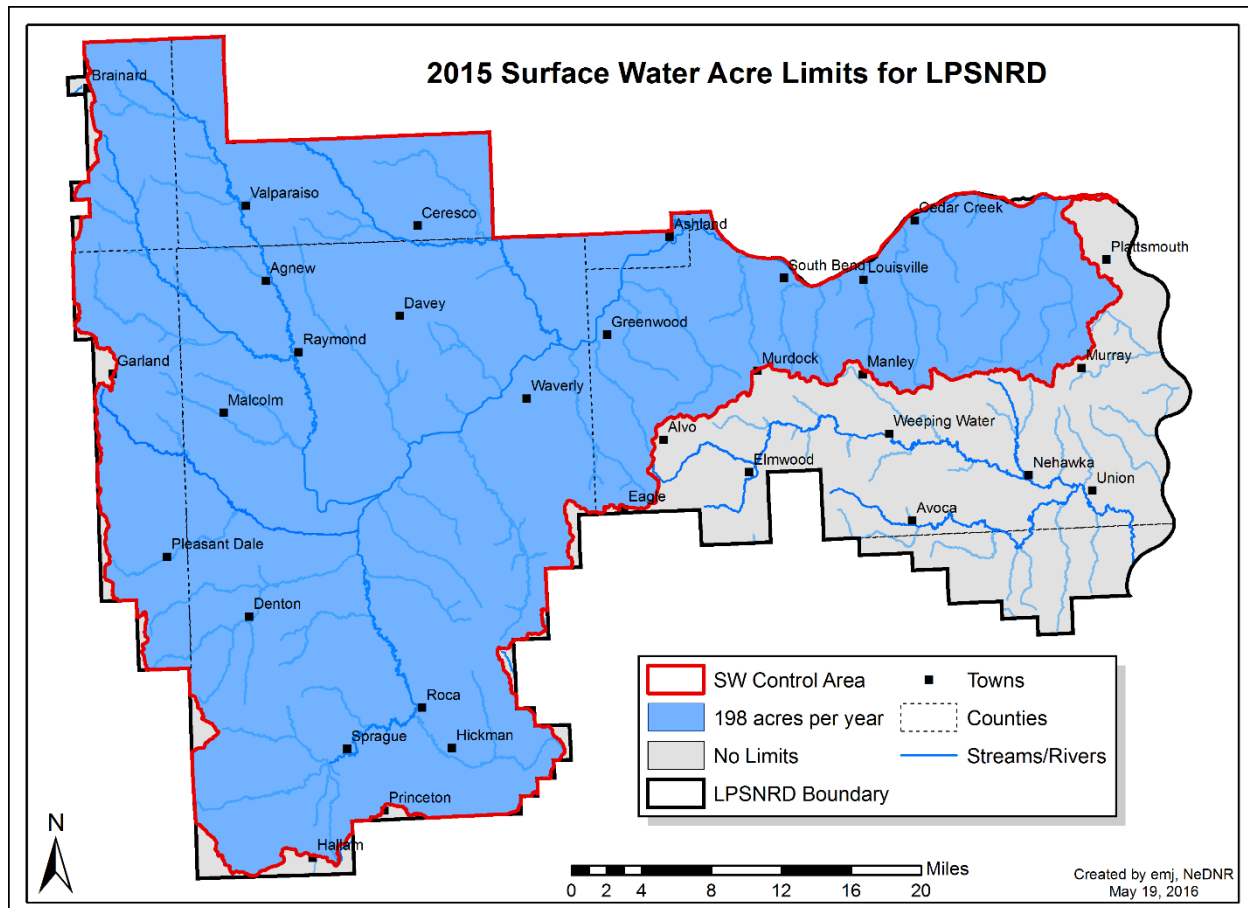 2015 Surface Water Acre Limits for LPSNRD
Brainard
Valparaiso
Ceresco
Ashland
Cedar Creek
Plattsmouth
Agnew
South Bend
Louisville
Davey
Greenwood
Raymond
Garland
Murdock
Manley
Murray
Malcolm
Waverly
Alvo
Weeping Water
Elmwood
Nehawka
Union
Eagle
Avoca
Pleasant Dale
Denton
Roca
Sprague
Hickman
Princeton
Hallam
SW Control Area
Towns
198 acres per year
Counties
No Limits
Streams/Rivers
LPSNRD Boundary
N
Miles
0 2 4 8 12 16 20
Created by emj, NeDNR
May 19, 2016